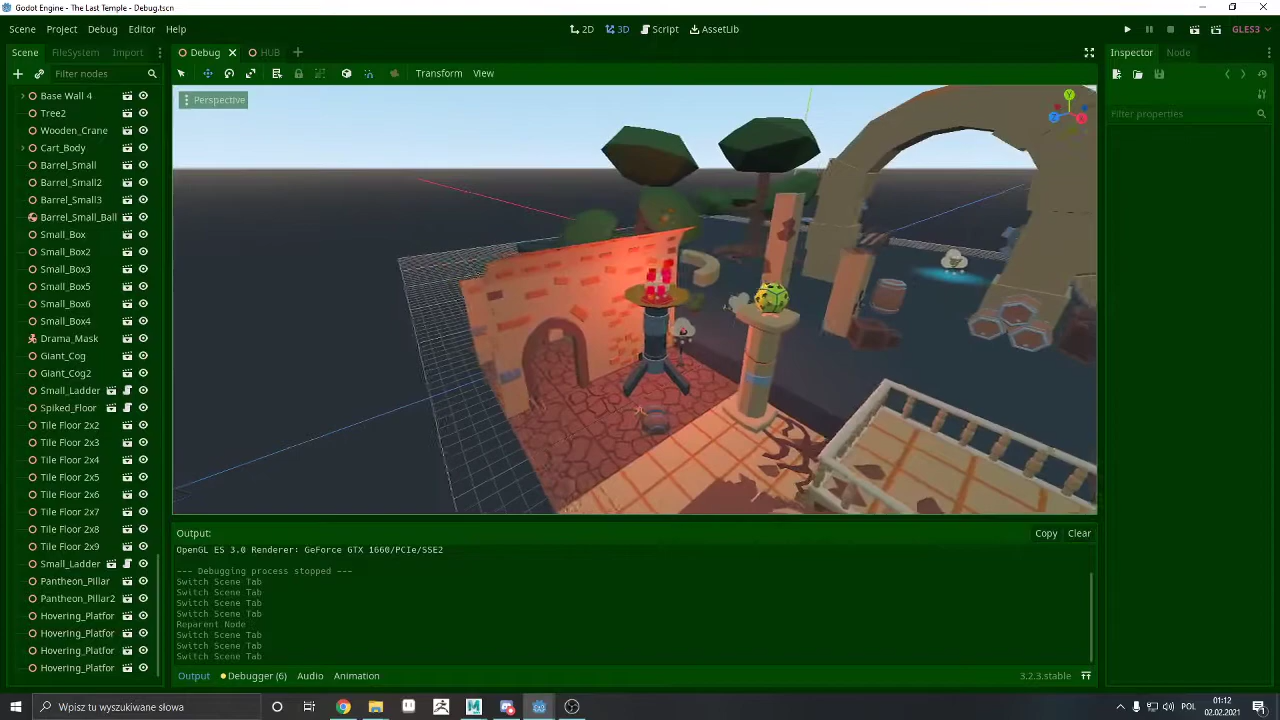 Godot Engine - The Last Temple - Debug.tscn
Scene Project Debug Editor Help
2D 3D Script AssetLib
GLES3
Scene FileSystem Import
Debug HUB
Inspector Node
Filter nodes
Transform View
Perspective
Filter properties
Base Wall 4
Tree2
Wooden_Crane
Cart_Body
Barrel_Small
Barrel_Small2
Barrel_Small3
Barrel_Small_Ball
Small_Box
Small_Box2
Small_Box3
Small_Box5
Small_Box6
Small_Box4
Drama_Mask
Giant_Cog
Giant_Cog2
Small_Ladder
Spiked_Floor
Tile Floor 2x2
Tile Floor 2x3
Tile Floor 2x4
Tile Floor 2x5
Tile Floor 2x6
Tile Floor 2x7
Tile Floor 2x8
Tile Floor 2x9
Small_Ladder
Pantheon_Pillar
Pantheon_Pillar2
Hovering_Platfor
Hovering_Platfor
Hovering_Platfor
Hovering_Platfor
Y
Z
X
Output:
Copy Clear
OpenGL ES 3.0 Renderer: GeForce GTX 1660/PCIe/SSE2
--- Debugging process stopped ---
Switch Scene Tab
Switch Scene Tab
Switch Scene Tab
Switch Scene Tab
Reparent Node
Switch Scene Tab
Switch Scene Tab
Switch Scene Tab
Output Debugger (6) Audio Animation
3.2.3.stable
Wpisz tu wyszukiwane słowa
POL
01:12
02.02.2021